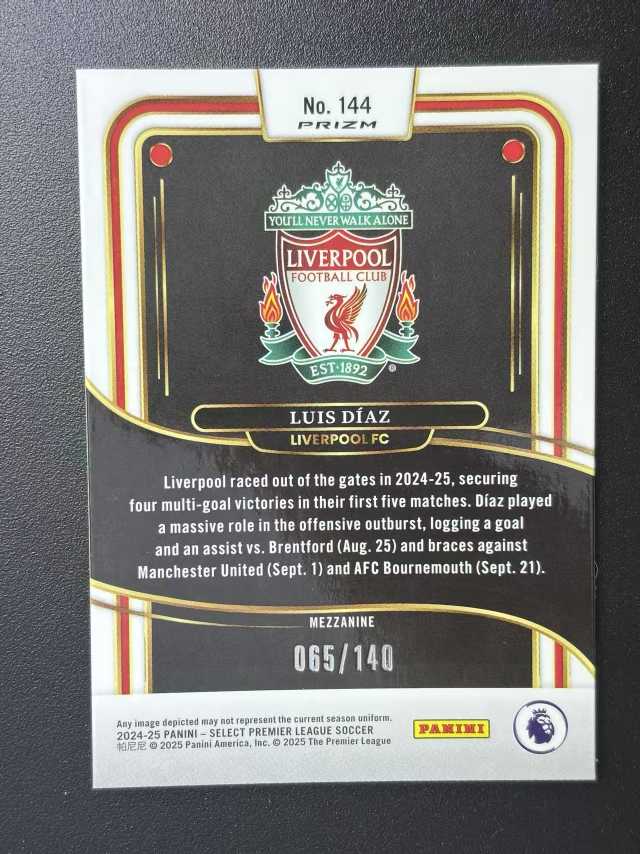 No. 144
PRIZM
YOU'LL NEVER WALK ALONE
LIVERPOOL
FOOTBALL CLUB
EST·1892
®
LUIS DÍAZ
LIVERPOOL FC
Liverpool raced out of the gates in 2024-25, securing
four multi-goal victories in their first five matches. Díaz played
a massive role in the offensive outburst, logging a goal
and an assist vs. Brentford (Aug. 25) and braces against
Manchester United (Sept. 1) and AFC Bournemouth (Sept. 21).
MEZZANINE
065/140
Any image depicted may not represent the current season uniform.
2024-25 PANINI – SELECT PREMIER LEAGUE SOCCER
帕尼尼 © 2025 Panini America, Inc. © 2025 The Premier League
PANINI